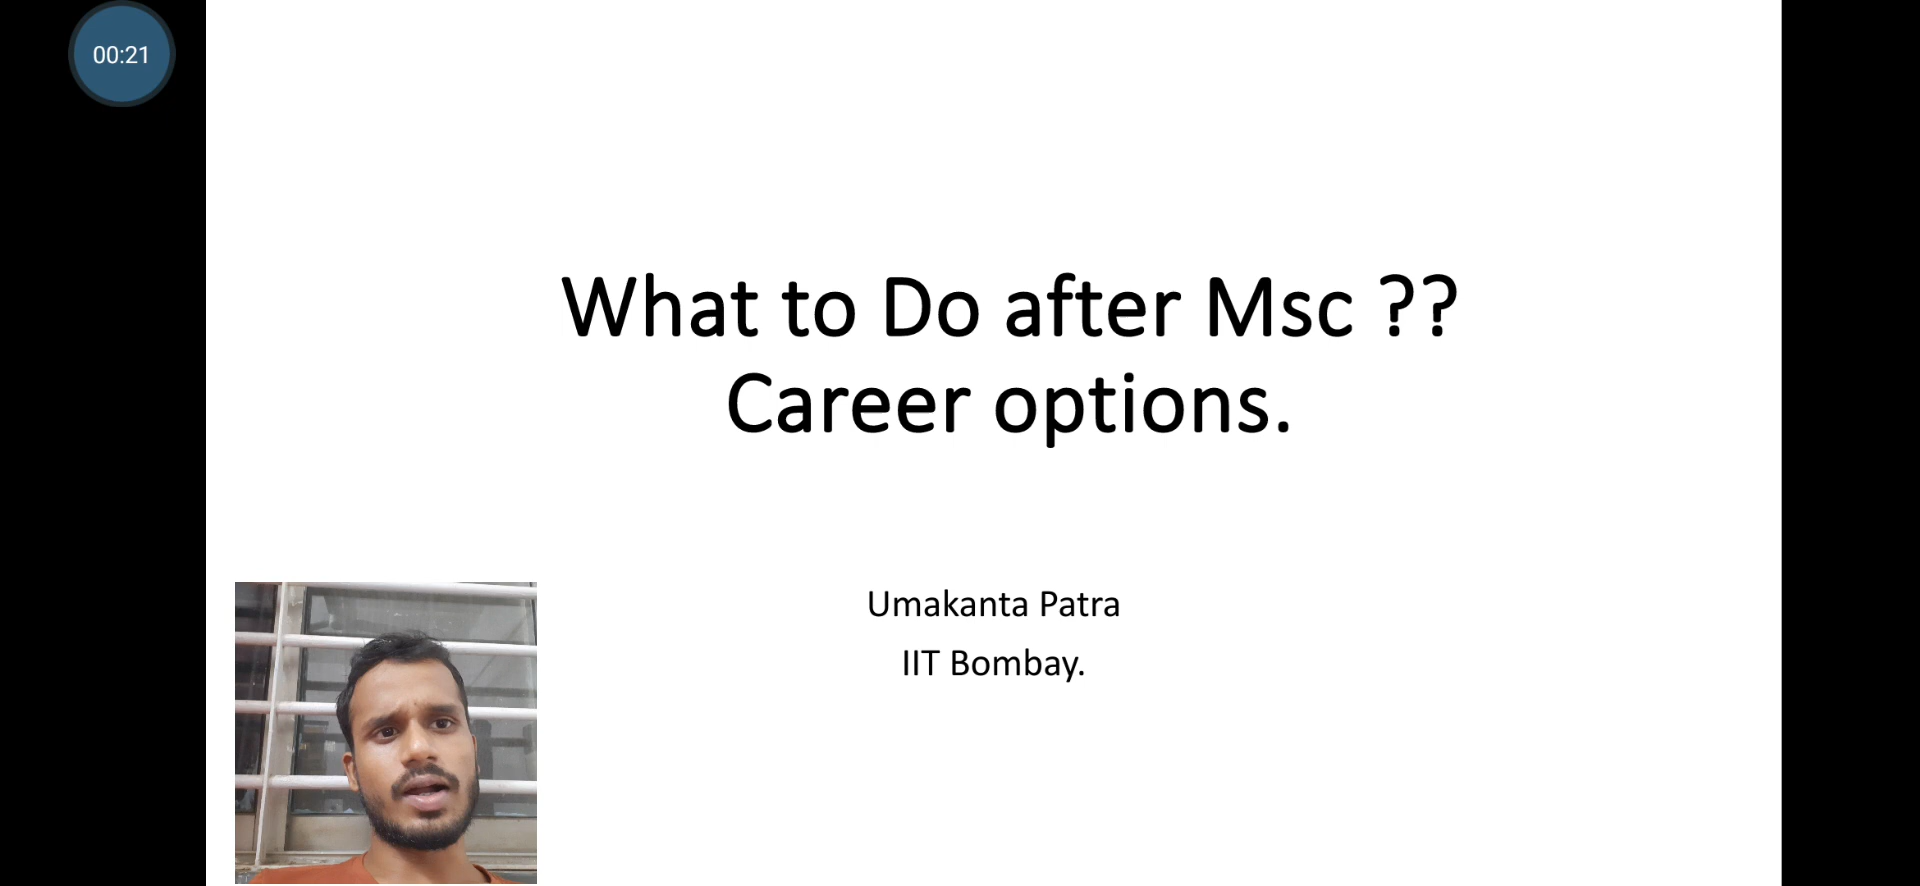 00:21
What to Do after Msc ??
Career options.
Umakanta Patra
IIT Bombay.